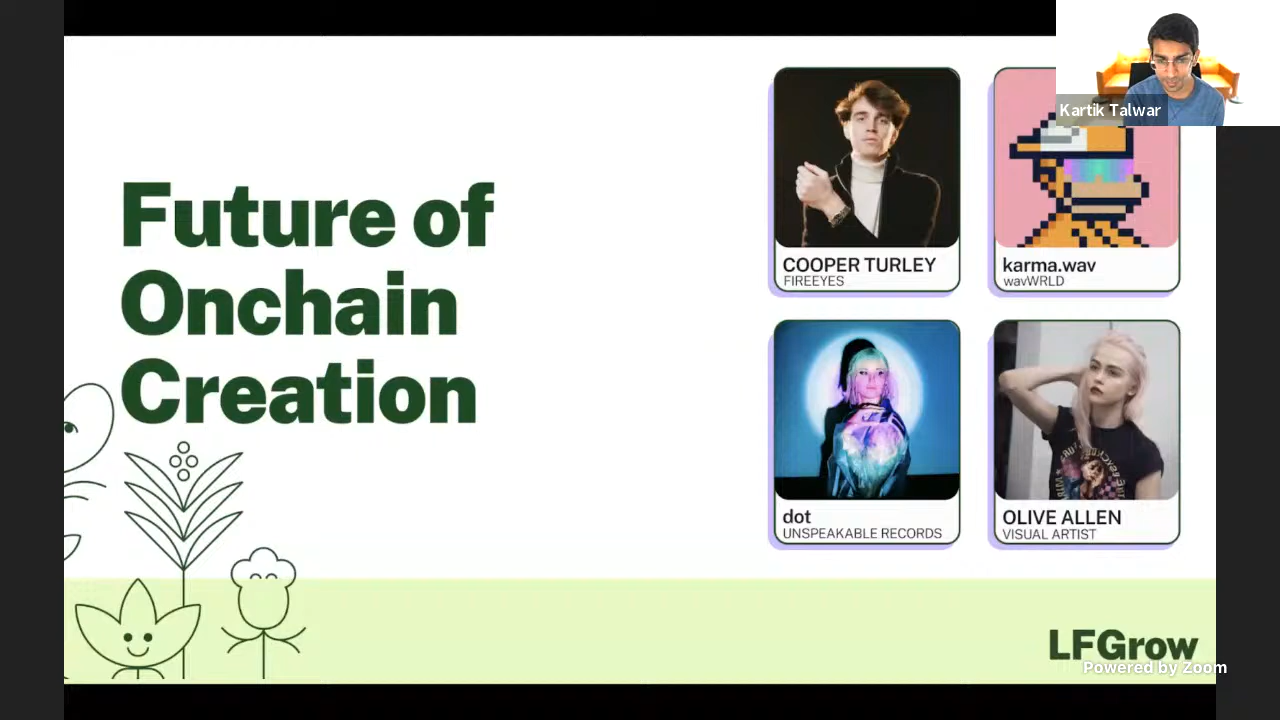 Kartik Talwar
Future of
Onchain
Creation
COOPER TURLEY
FIREEYES
karma.wav
wavWRLD
dot
UNSPEAKABLE RECORDS
OLIVE ALLEN
VISUAL ARTIST
LFGrow
Powered by Zoom